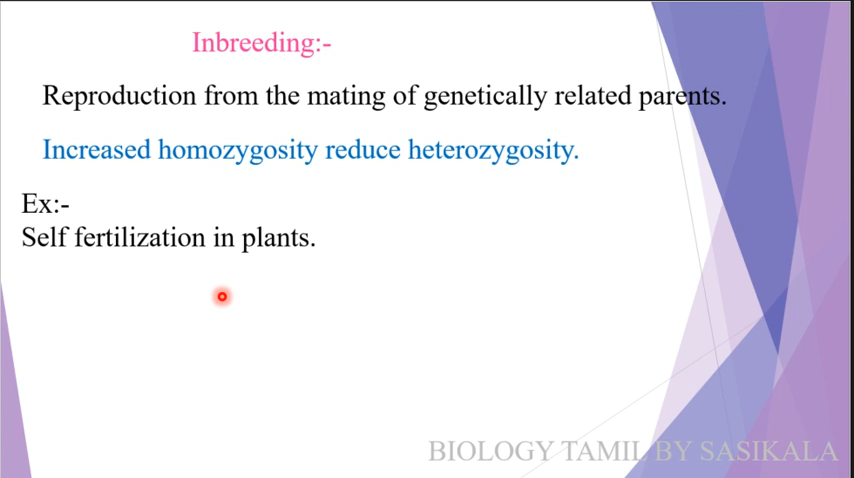 Inbreeding:-
Reproduction from the mating of genetically related parents.
Increased homozygosity reduce heterozygosity.
Ex:-
Self fertilization in plants.
BIOLOGY TAMIL BY SASIKALA